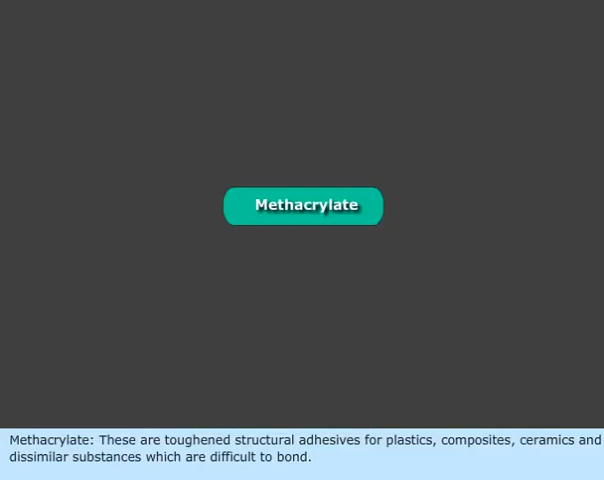 Methacrylate
Methacrylate: These are toughened structural adhesives for plastics, composites, ceramics and
dissimilar substances which are difficult to bond.